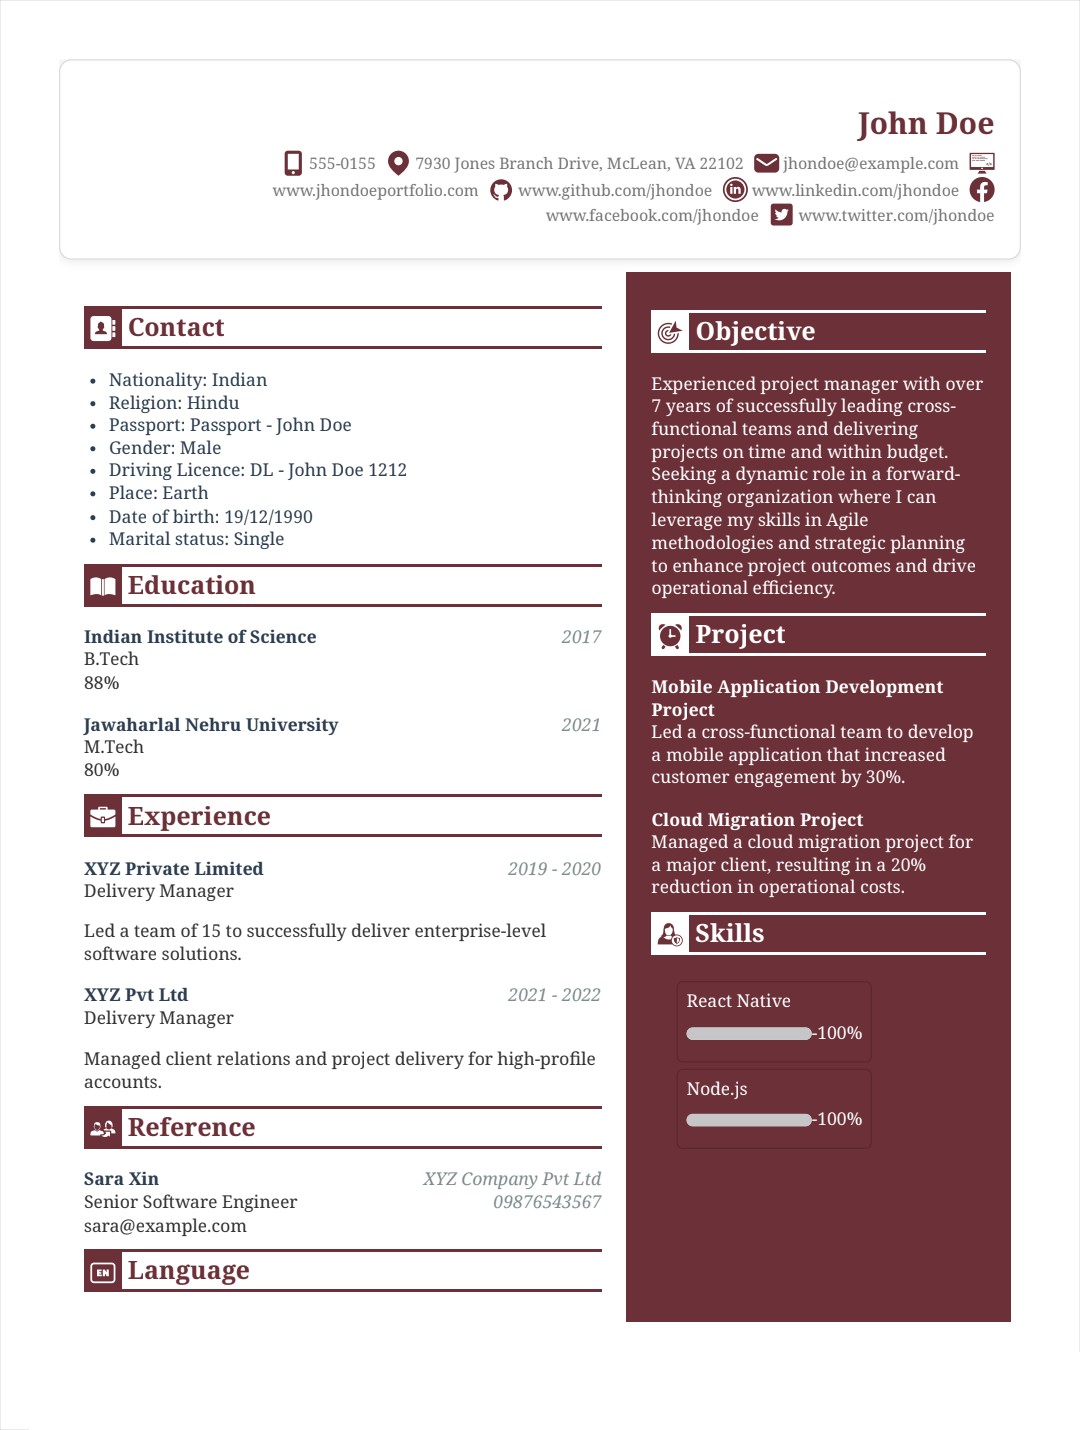 John Doe
555-0155 7930 Jones Branch Drive, McLean, VA 22102 jhondoe@example.com
www.jhondoeportfolio.com www.github.com/jhondoe www.linkedin.com/jhondoe
www.facebook.com/jhondoe www.twitter.com/jhondoe
Contact
• Nationality: Indian
• Religion: Hindu
• Passport: Passport - John Doe
• Gender: Male
• Driving Licence: DL - John Doe 1212
• Place: Earth
• Date of birth: 19/12/1990
• Marital status: Single
Education
Indian Institute of Science 2017
B.Tech
88%
Jawaharlal Nehru University 2021
M.Tech
80%
Experience
XYZ Private Limited 2019 - 2020
Delivery Manager
Led a team of 15 to successfully deliver enterprise-level
software solutions.
XYZ Pvt Ltd 2021 - 2022
Delivery Manager
Managed client relations and project delivery for high-profile
accounts.
Reference
Sara Xin XYZ Company Pvt Ltd
Senior Software Engineer 09876543567
sara@example.com
EN Language
Objective
Experienced project manager with over
7 years of successfully leading cross-
functional teams and delivering
projects on time and within budget.
Seeking a dynamic role in a forward-
thinking organization where I can
leverage my skills in Agile
methodologies and strategic planning
to enhance project outcomes and drive
operational efficiency.
Project
Mobile Application Development
Project
Led a cross-functional team to develop
a mobile application that increased
customer engagement by 30%.
Cloud Migration Project
Managed a cloud migration project for
a major client, resulting in a 20%
reduction in operational costs.
Skills
React Native
-100%
Node.js
-100%